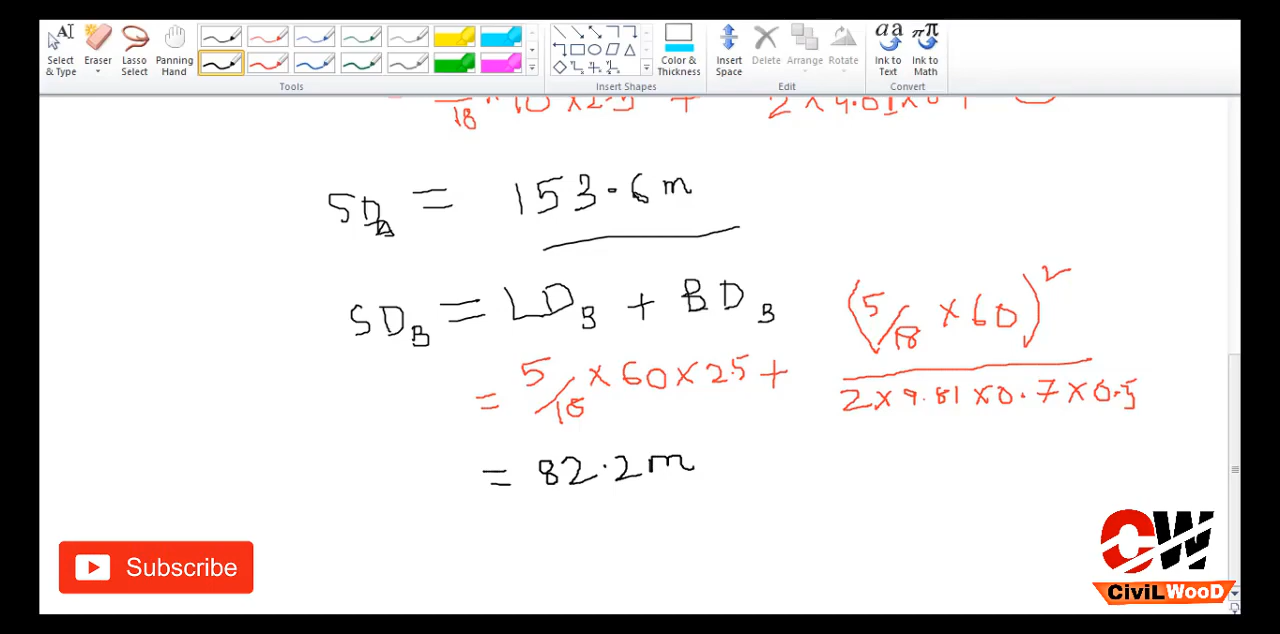 Select & Type Eraser Lasso Select Panning Hand Color & Thickness Insert Space Delete Arrange Rotate Ink to Text Ink to Math
Tools Insert Shapes Edit Convert
18
SD_A = 153.6 m
SD_B = LD_B + BD_B
= 5/18 × 60 × 2.5 + (5/18 × 60)² / 2 × 9.81 × 0.7 × 0.5
= 82.2 m
Subscribe
CW
CiViLWooD